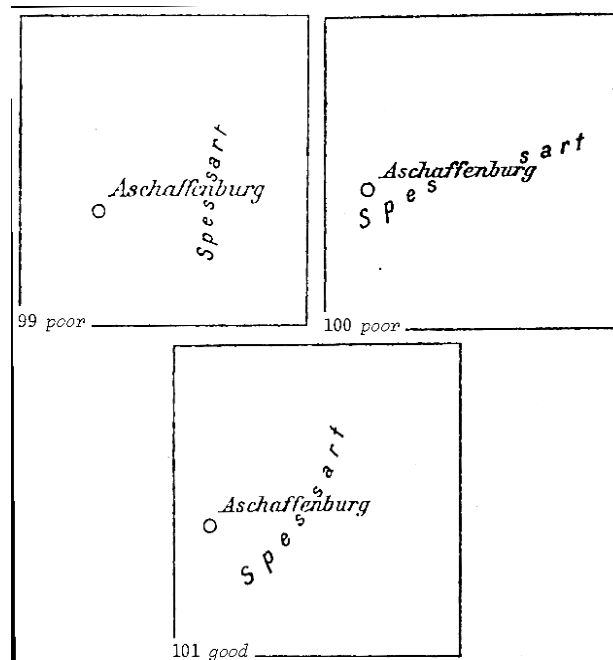 Aschaffenburg
Spessart
99 poor
Aschaffenburg
Spessart
100 poor
Aschaffenburg
Spessart
101 good